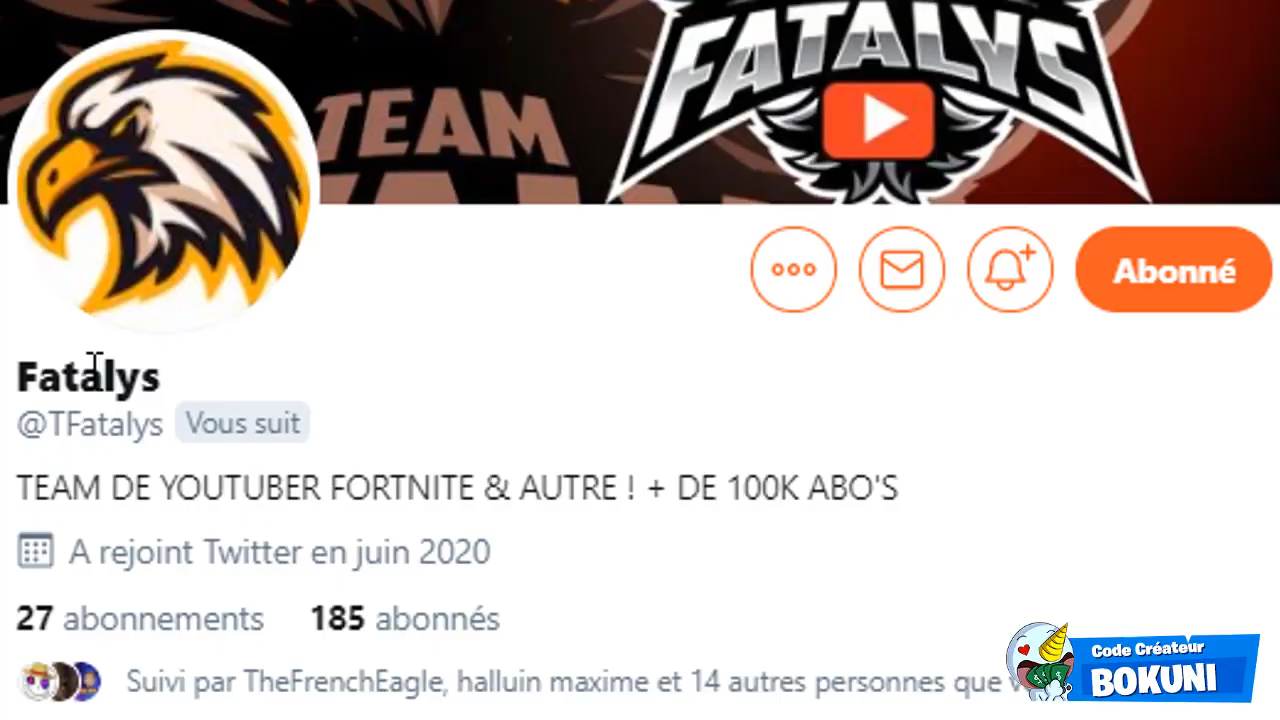 FATALYS
TEAM
Abonné
Fatalys
@TFatalys Vous suit
TEAM DE YOUTUBER FORTNITE & AUTRE ! + DE 100K ABO'S
A rejoint Twitter en juin 2020
27 abonnements 185 abonnés
Suivi par TheFrenchEagle, halluin maxime et 14 autres personnes que
Code Créateur
BOKUNI